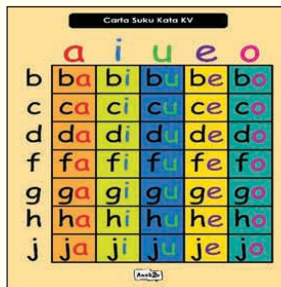 Carta Suku Kata KV
a i u e o
b ba bi bu be bo
c ca ci cu ce co
d da di du de do
f fa fi fu fe fo
g ga gi gu ge go
h ha hi hu he ho
j ja ji ju je jo